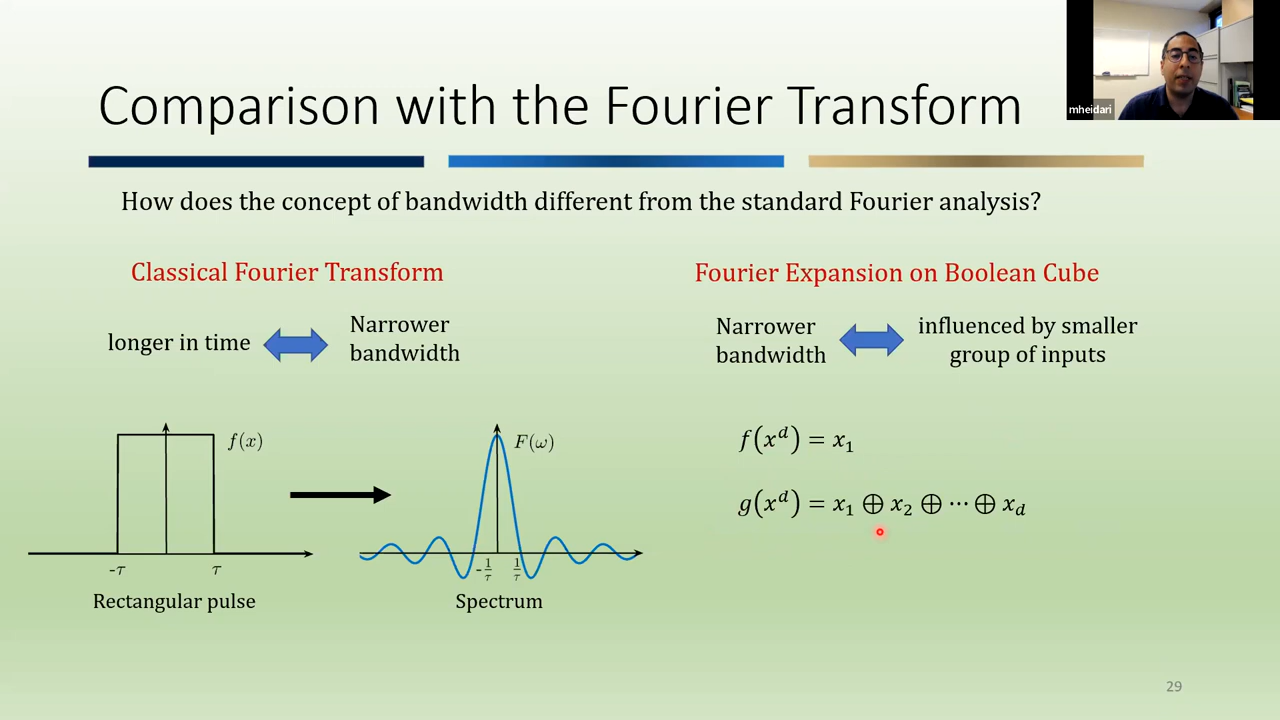 mheidari
Comparison with the Fourier Transform
How does the concept of bandwidth different from the standard Fourier analysis?
Classical Fourier Transform
longer in time
Narrower
bandwidth
f(x)
-τ
τ
Rectangular pulse
F(ω)
-1/τ
1/τ
Spectrum
Fourier Expansion on Boolean Cube
Narrower
bandwidth
influenced by smaller
group of inputs
f(x^d) = x_1
g(x^d) = x_1 ⊕ x_2 ⊕ ⋯ ⊕ x_d
29